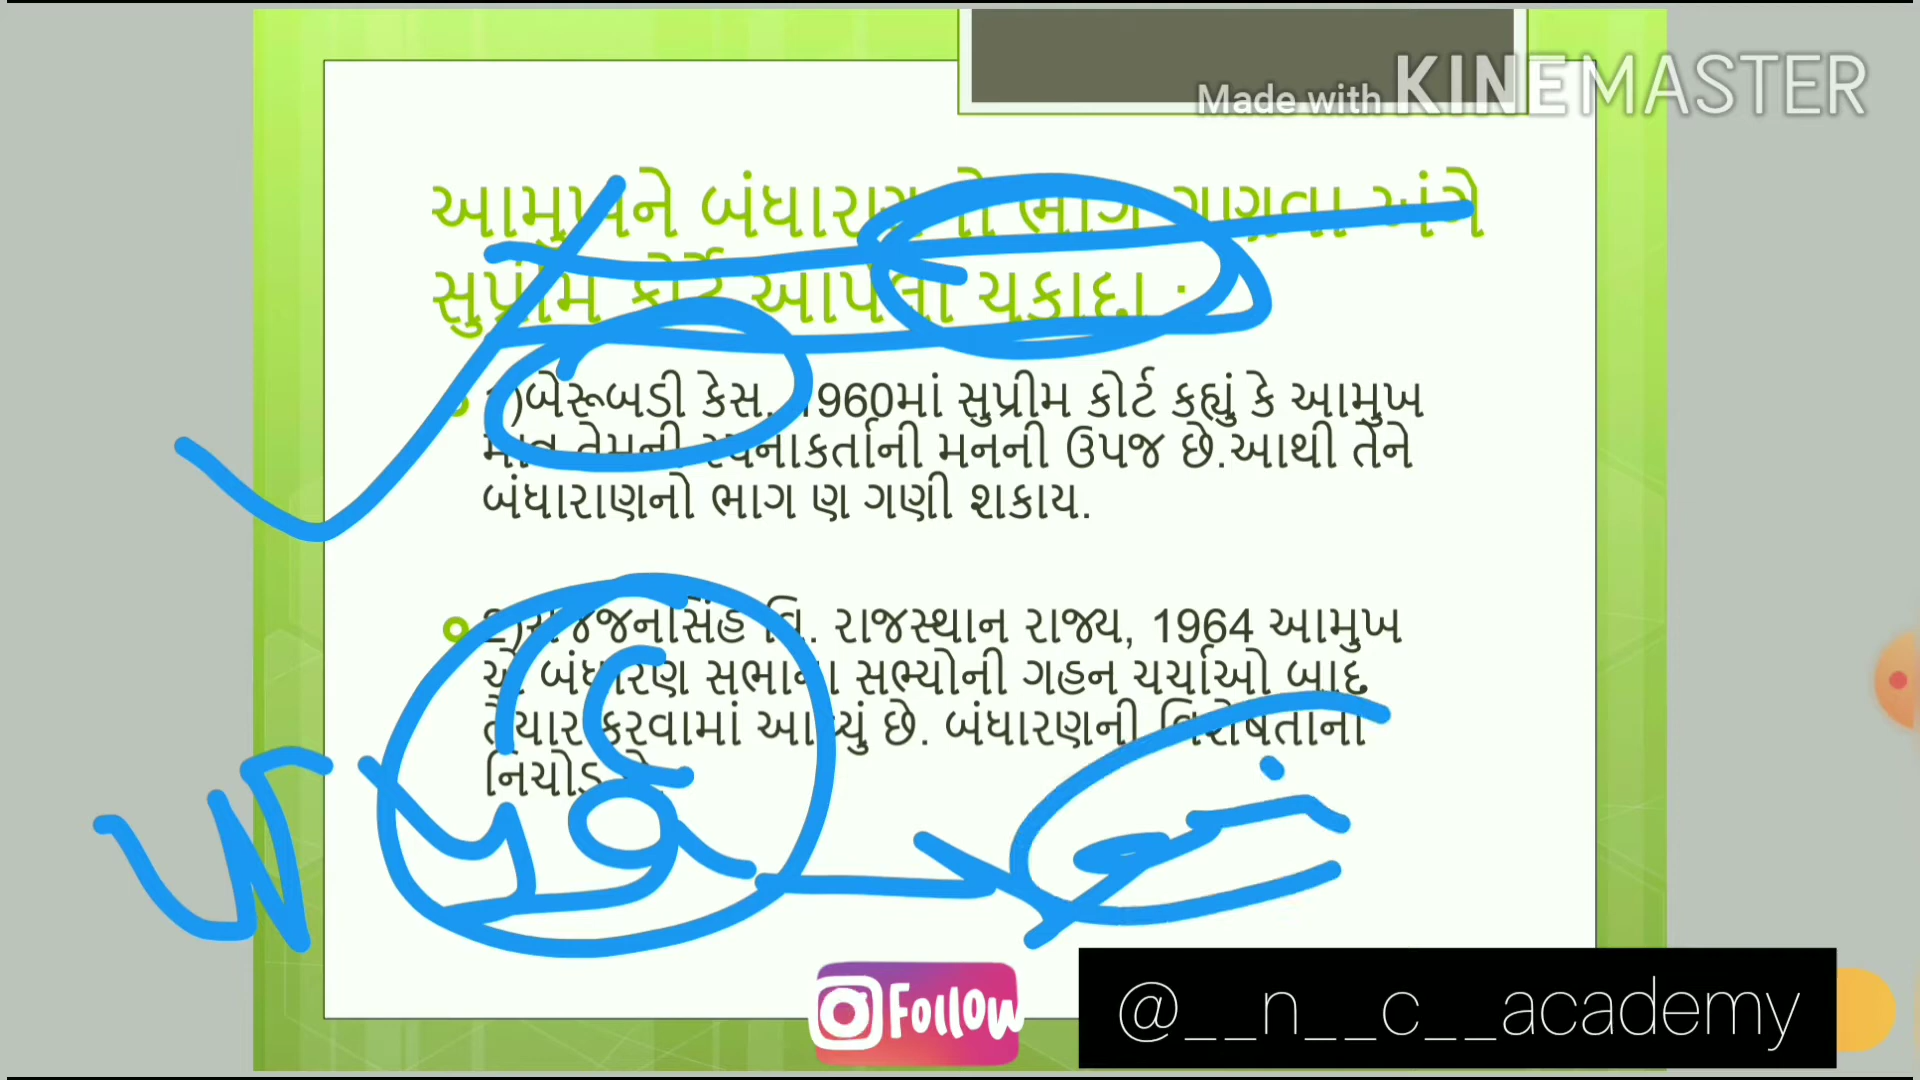 Made with KINEMASTER
આમુખને બંધારણનો ભાગ ગણવા અંગે
સુપ્રીમ કોર્ટે આપેલા ચુકાદા :
1)બેરૂબડી કેસ, 1960માં સુપ્રીમ કોર્ટ કહ્યું કે આમુખ
માત્ર તેમની રચનાકર્તાની મનની ઉપજ છે.આથી તેને
બંધારાણનો ભાગ ણ ગણી શકાય.
2)સજ્જનસિંહ વિ. રાજસ્થાન રાજ્ય, 1964 આમુખ
એ બંધારણ સભાના સભ્યોની ગહન ચર્ચાઓ બાદ
તૈયાર કરવામાં આવ્યું છે. બંધારણની વિશેષતાનો
નિચોડ છે.
Follow
@__n__c__academy